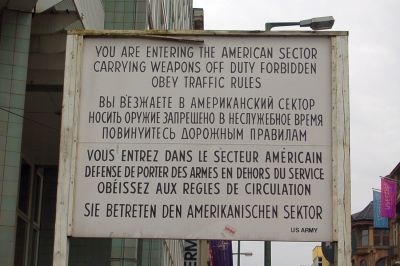 YOU ARE ENTERING THE AMERICAN SECTOR
CARRYING WEAPONS OFF DUTY FORBIDDEN
OBEY TRAFFIC RULES
ВЫ ВЪЕЗЖАЕТЕ В АМЕРИКАНСКИЙ СЕКТОР
НОСИТЬ ОРУЖИЕ ЗАПРЕЩЕНО В НЕСЛУЖЕБНОЕ ВРЕМЯ
ПОВИНУЙТЕСЬ ДОРОЖНЫМ ПРАВИЛАМ
VOUS ENTREZ DANS LE SECTEUR AMÉRICAIN
DÉFENSE DE PORTER DES ARMES EN DEHORS DU SERVICE
OBÉISSEZ AUX RÈGLES DE CIRCULATION
SIE BETRETEN DEN AMERIKANISCHEN SEKTOR
US ARMY